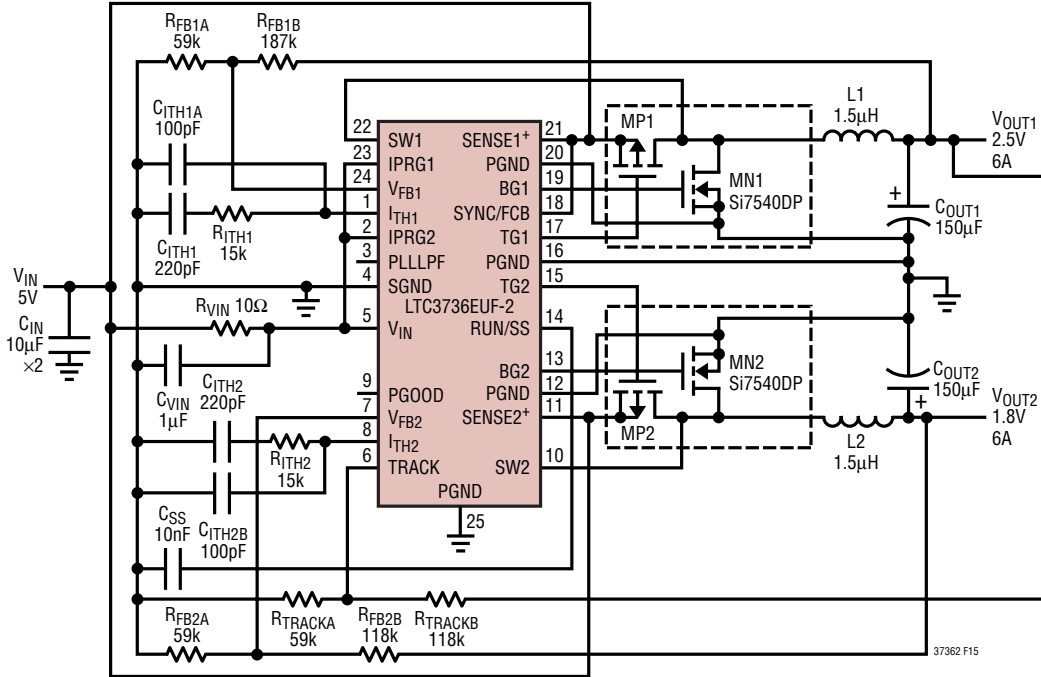 RFB1A
59k
RFB1B
187k
CITH1A
100pF
CITH1
220pF
RITH1
15k
VIN
5V
CIN
10µF
×2
RVIN 10Ω
CVIN
1µF
CITH2
220pF
RITH2
15k
CITH2B
100pF
CSS
10nF
RFB2A
59k
RTRACKA
59k
RFB2B
118k
RTRACKB
118k
22 SW1
23 IPRG1
24 VFB1
1 ITH1
2 IPRG2
3 PLLLPF
4 SGND
5 VIN
9 PGOOD
7 VFB2
8 ITH2
6 TRACK
LTC3736EUF-2
SENSE1+ 21
PGND 20
BG1 19
SYNC/FCB 18
TG1 17
PGND 16
TG2 15
RUN/SS 14
BG2 13
PGND 12
SENSE2+ 11
SW2 10
PGND
25
MP1
MN1
Si7540DP
L1
1.5µH
VOUT1
2.5V
6A
+
COUT1
150µF
MN2
Si7540DP
MP2
COUT2
150µF
+
VOUT2
1.8V
6A
L2
1.5µH
37362 F15